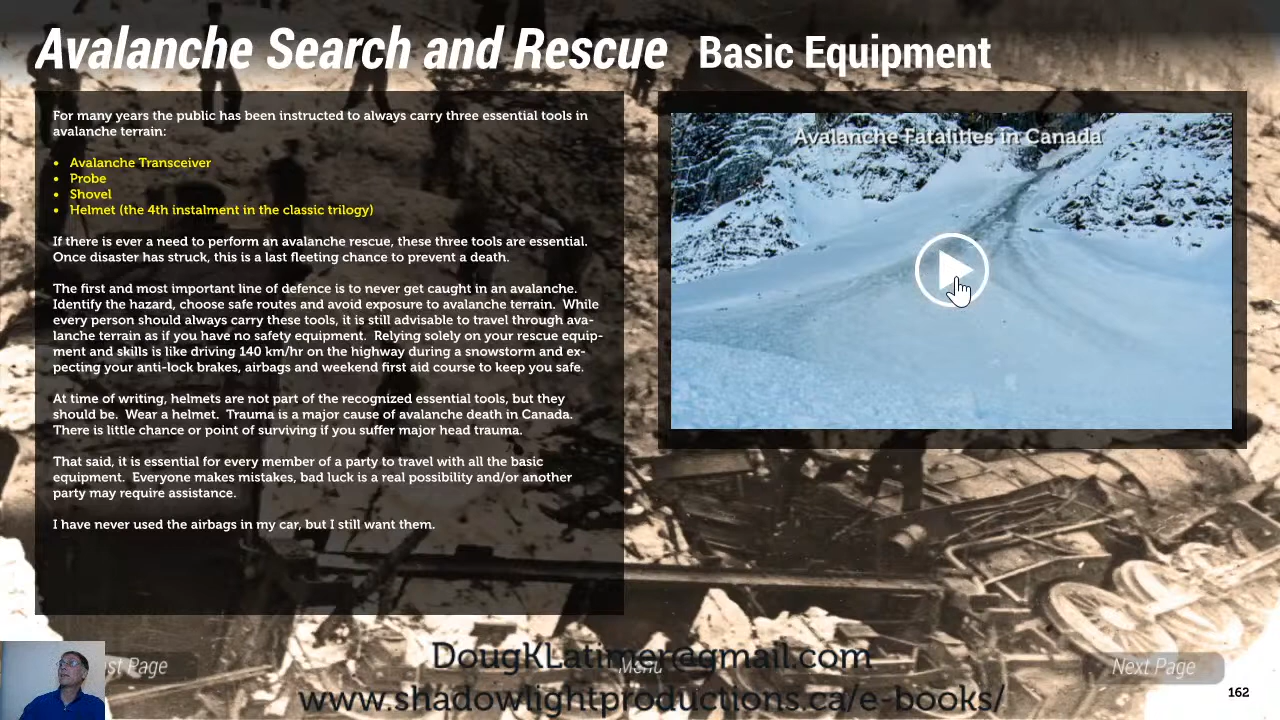 Avalanche Search and Rescue Basic Equipment
For many years the public has been instructed to always carry three essential tools in
avalanche terrain:
• Avalanche Transceiver
• Probe
• Shovel
• Helmet (the 4th instalment in the classic trilogy)
If there is ever a need to perform an avalanche rescue, these three tools are essential.
Once disaster has struck, this is a last fleeting chance to prevent a death.
The first and most important line of defence is to never get caught in an avalanche.
Identify the hazard, choose safe routes and avoid exposure to avalanche terrain. While
every person should always carry these tools, it is still advisable to travel through ava-
lanche terrain as if you have no safety equipment. Relying solely on your rescue equip-
ment and skills is like driving 140 km/hr on the highway during a snowstorm and ex-
pecting your anti-lock brakes, airbags and weekend first aid course to keep you safe.
At time of writing, helmets are not part of the recognized essential tools, but they
should be. Wear a helmet. Trauma is a major cause of avalanche death in Canada.
There is little chance or point of surviving if you suffer major head trauma.
That said, it is essential for every member of a party to travel with all the basic
equipment. Everyone makes mistakes, bad luck is a real possibility and/or another
party may require assistance.
I have never used the airbags in my car, but I still want them.
Avalanche Fatalities in Canada
DougKLatimer@gmail.com
st Page Menu Next Page
www.shadowlightproductions.ca/e-books/
162